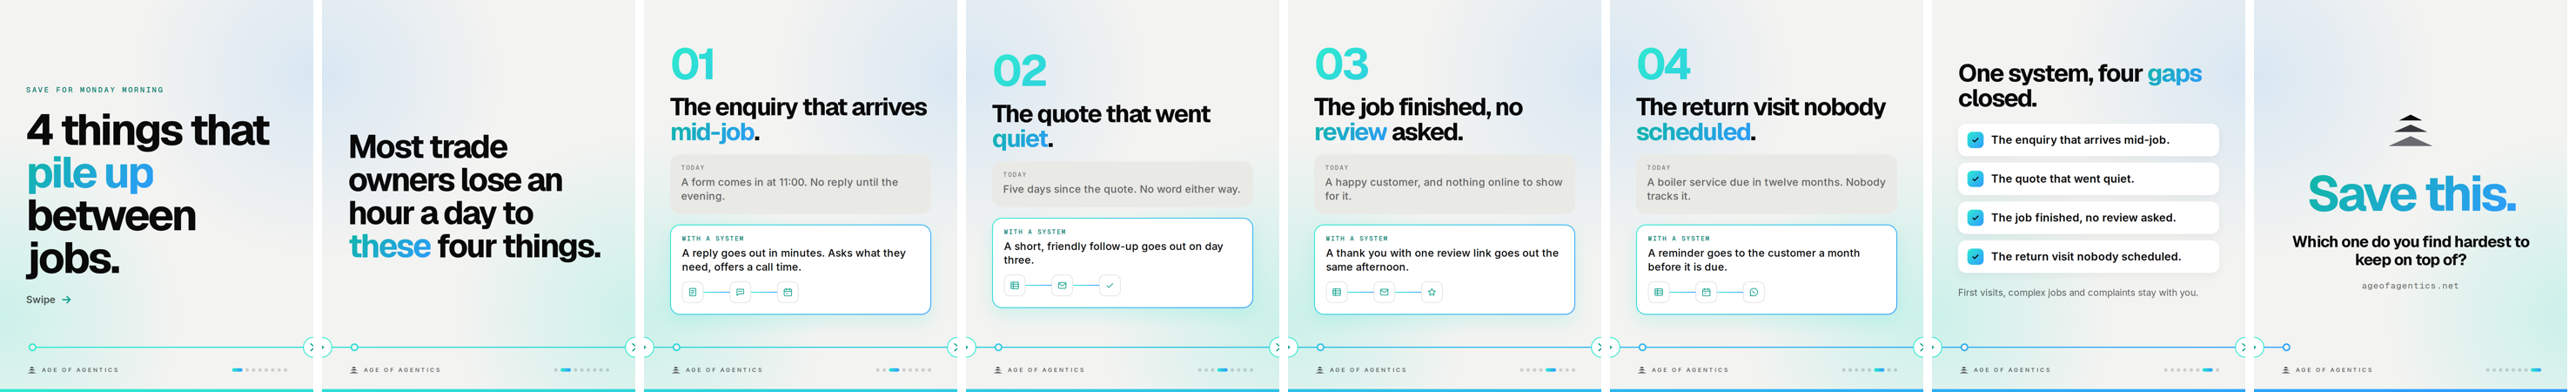 SAVE FOR MONDAY MORNING
4 things that
pile up
between
jobs.
Swipe →
AGE OF AGENTICS
Most trade
owners lose an
hour a day to
these four things.
AGE OF AGENTICS
01
The enquiry that arrives
mid-job.
TODAY
A form comes in at 11:00. No reply until the
evening.
WITH A SYSTEM
A reply goes out in minutes. Asks what they
need, offers a call time.
AGE OF AGENTICS
02
The quote that went
quiet.
TODAY
Five days since the quote. No word either way.
WITH A SYSTEM
A short, friendly follow-up goes out on day
three.
AGE OF AGENTICS
03
The job finished, no
review asked.
TODAY
A happy customer, and nothing online to show
for it.
WITH A SYSTEM
A thank you with one review link goes out the
same afternoon.
AGE OF AGENTICS
04
The return visit nobody
scheduled.
TODAY
A boiler service due in twelve months. Nobody
tracks it.
WITH A SYSTEM
A reminder goes to the customer a month
before it is due.
AGE OF AGENTICS
One system, four gaps
closed.
The enquiry that arrives mid-job.
The quote that went quiet.
The job finished, no review asked.
The return visit nobody scheduled.
First visits, complex jobs and complaints stay with you.
AGE OF AGENTICS
Save this.
Which one do you find hardest to
keep on top of?
ageofagentics.net
AGE OF AGENTICS